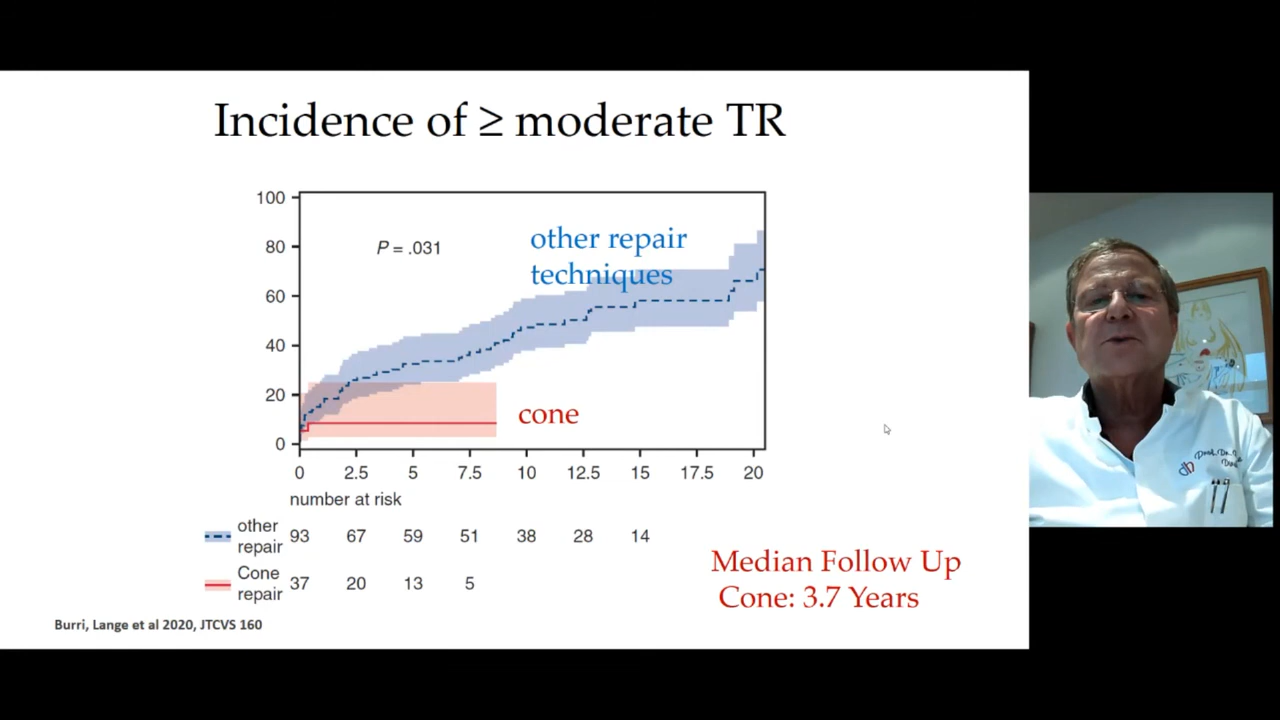 Incidence of ≥ moderate TR
100
80
60
40
20
0
P = .031
other repair
techniques
cone
0 2.5 5 7.5 10 12.5 15 17.5 20
number at risk
other
repair 93 67 59 51 38 28 14
Cone
repair 37 20 13 5
Median Follow Up
Cone: 3.7 Years
Burri, Lange et al 2020, JTCVS 160
Prof. Dr.